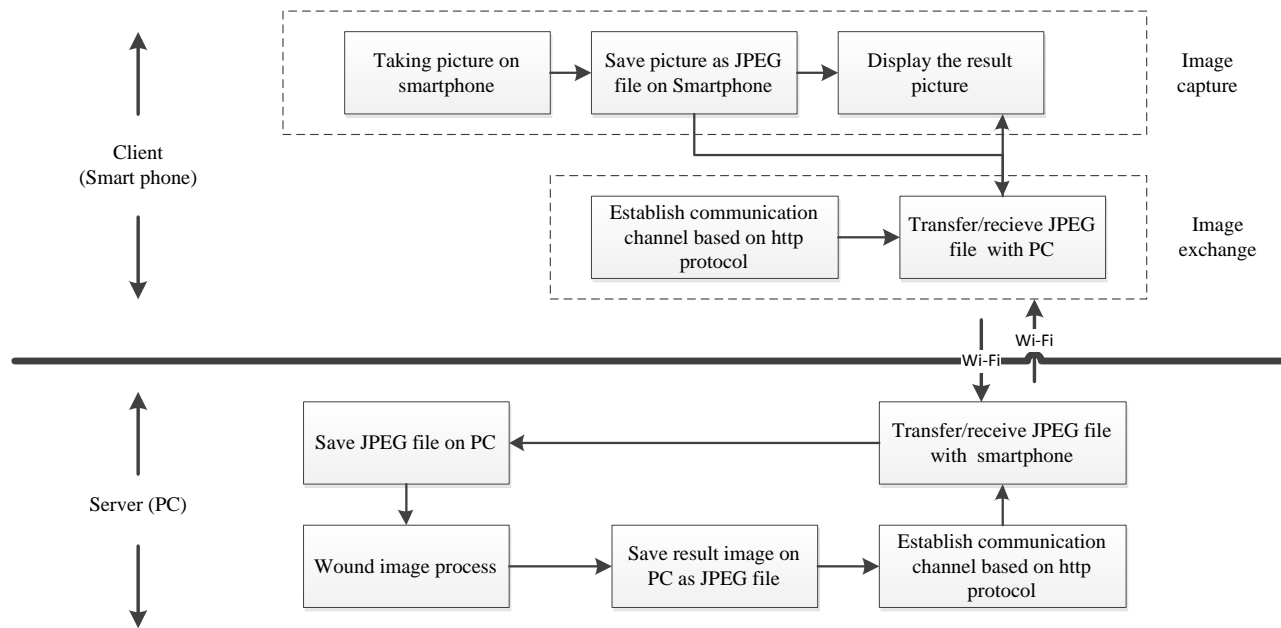 Taking picture on
smartphone
Save picture as JPEG
file on Smartphone
Display the result
picture
Image
capture
Client
(Smart phone)
Establish communication
channel based on http
protocol
Transfer/recieve JPEG
file with PC
Image
exchange
Wi-Fi
Wi-Fi
Save JPEG file on PC
Transfer/receive JPEG file
with smartphone
Server (PC)
Wound image process
Save result image on
PC as JPEG file
Establish communication
channel based on http
protocol